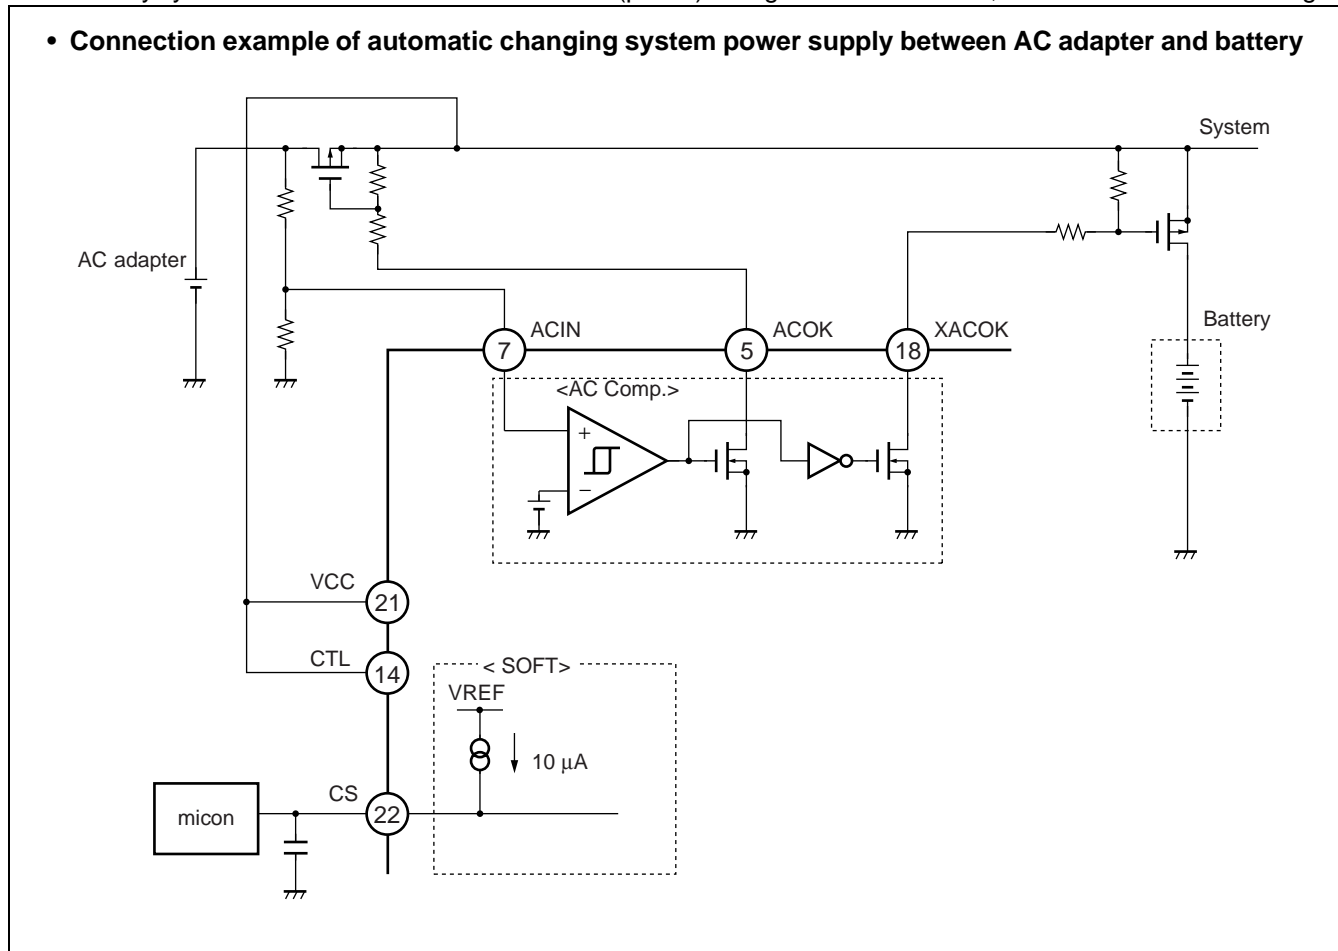 • Connection example of automatic changing system power supply between AC adapter and battery
System
AC adapter
Battery
ACIN
ACOK
XACOK
7
5
18
<AC Comp.>
+
−
VCC
21
CTL
14
< SOFT>
VREF
10 µA
CS
22
micon